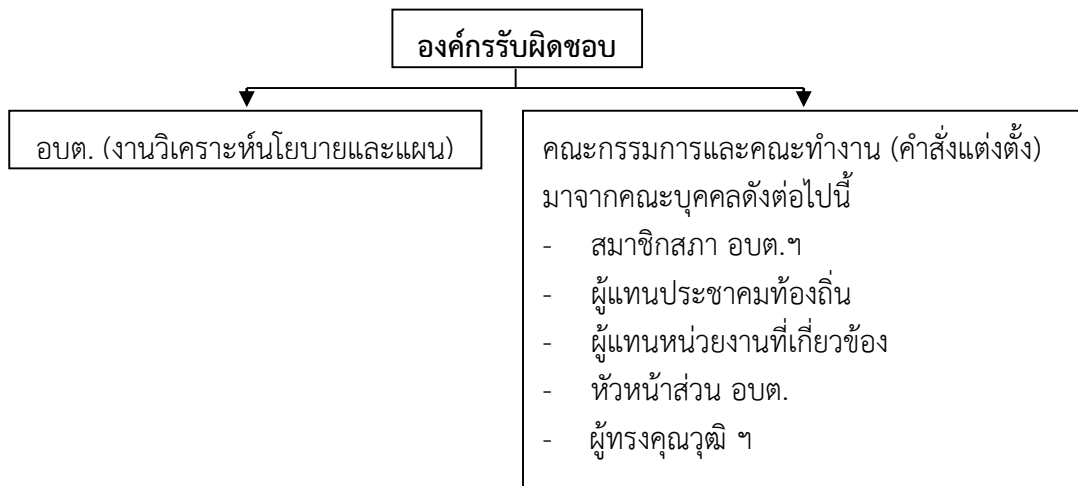 องค์กรรับผิดชอบ
อบต. (งานวิเคราะห์นโยบายและแผน)
คณะกรรมการและคณะทำงาน (คำสั่งแต่งตั้ง)
มาจากคณะบุคคลดังต่อไปนี้
- สมาชิกสภา อบต.ฯ
- ผู้แทนประชาคมท้องถิ่น
- ผู้แทนหน่วยงานที่เกี่ยวข้อง
- หัวหน้าส่วน อบต.
- ผู้ทรงคุณวุฒิ ฯ